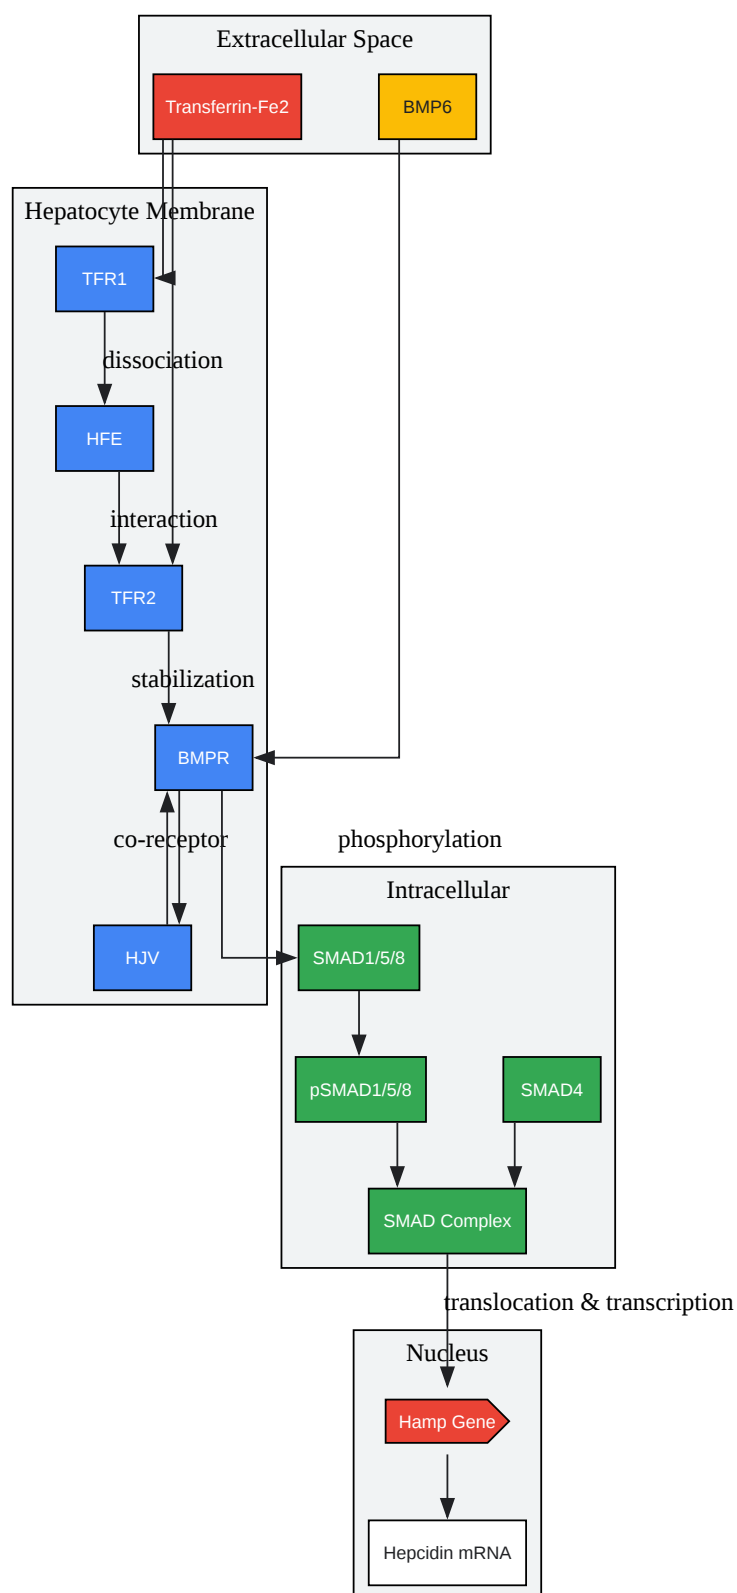 Extracellular Space
Transferrin-Fe2
BMP6
Hepatocyte Membrane
TFR1
dissociation
HFE
interaction
TFR2
stabilization
BMPR
co-receptor
phosphorylation
Intracellular
HJV
SMAD1/5/8
pSMAD1/5/8
SMAD4
SMAD Complex
translocation & transcription
Nucleus
Hamp Gene
Hepcidin mRNA